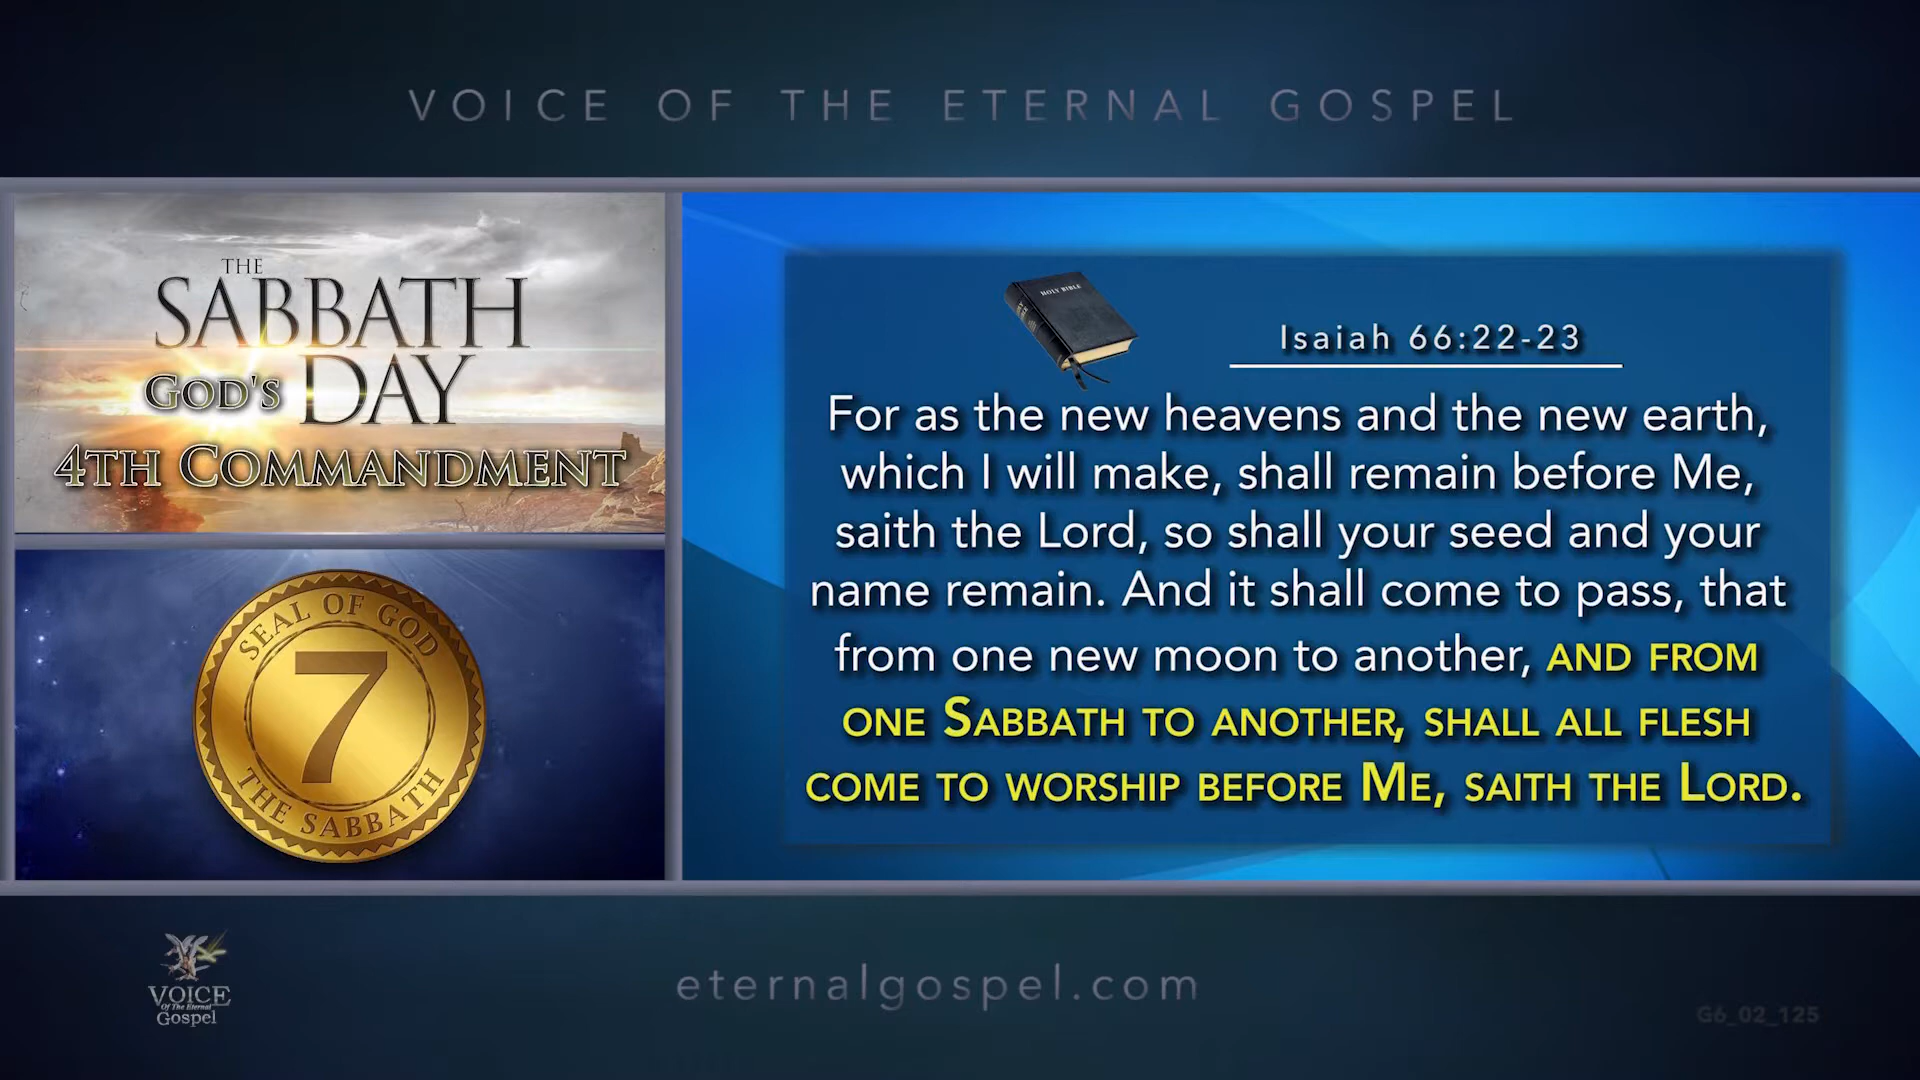 VOICE OF THE ETERNAL GOSPEL
THE
SABBATH
GOD'S DAY
4TH COMMANDMENT
SEAL OF GOD
7
THE SABBATH
HOLY BIBLE
Isaiah 66:22-23
For as the new heavens and the new earth,
which I will make, shall remain before Me,
saith the Lord, so shall your seed and your
name remain. And it shall come to pass, that
from one new moon to another, AND FROM
ONE SABBATH TO ANOTHER, SHALL ALL FLESH
COME TO WORSHIP BEFORE ME, SAITH THE LORD.
VOICE
Of The Eternal
Gospel
eternalgospel.com
G6_02_125